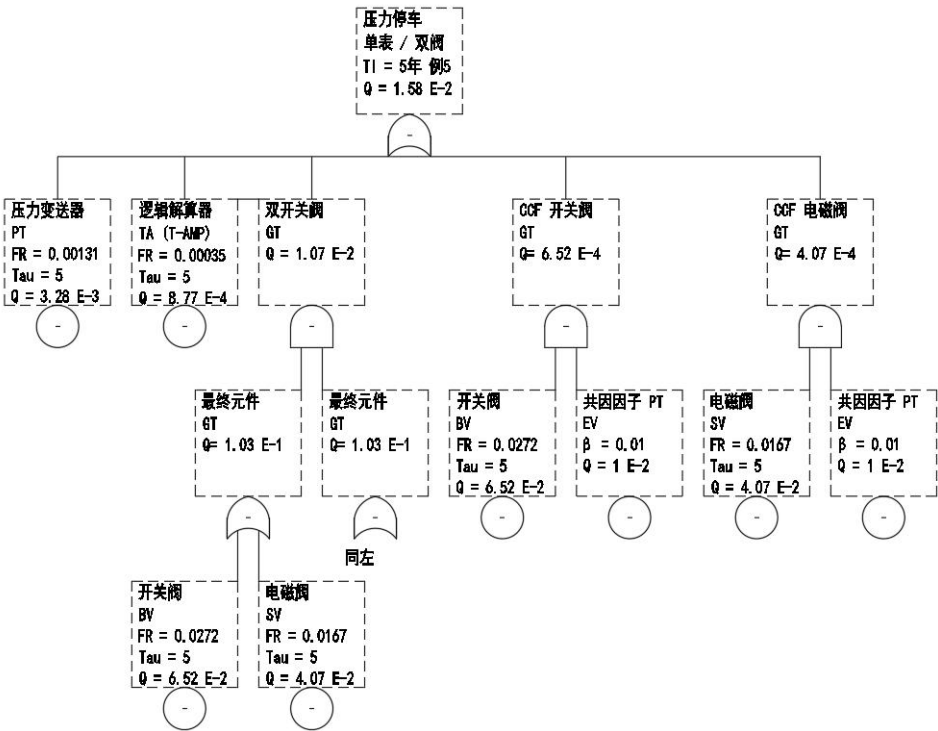 压力停车
单表 / 双阀
TI = 5年 例5
Q = 1.58 E-2
压力变送器
PT
FR = 0.00131
Tau = 5
Q = 3.28 E-3
逻辑解算器
TA (T-AMP)
FR = 0.00035
Tau = 5
Q = 8.77 E-4
双开关阀
GT
Q = 1.07 E-2
CCF 开关阀
GT
Q= 6.52 E-4
CCF 电磁阀
GT
Q= 4.07 E-4
最终元件
GT
Q= 1.03 E-1
最终元件
GT
Q= 1.03 E-1
开关阀
BV
FR = 0.0272
Tau = 5
Q = 6.52 E-2
共因因子 PT
EV
β = 0.01
Q = 1 E-2
电磁阀
SV
FR = 0.0167
Tau = 5
Q = 4.07 E-2
共因因子 PT
EV
β = 0.01
Q = 1 E-2
同左
开关阀
BV
FR = 0.0272
Tau = 5
Q = 6.52 E-2
电磁阀
SV
FR = 0.0167
Tau = 5
Q = 4.07 E-2